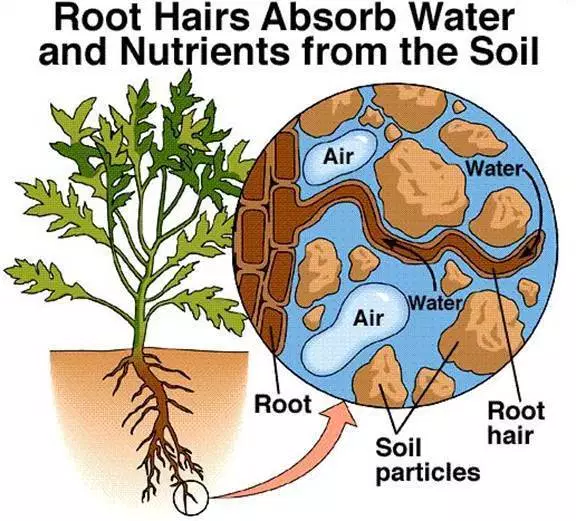 Root Hairs Absorb Water
and Nutrients from the Soil
Air
Water
Water
Air
Root
Root
hair
Soil
particles